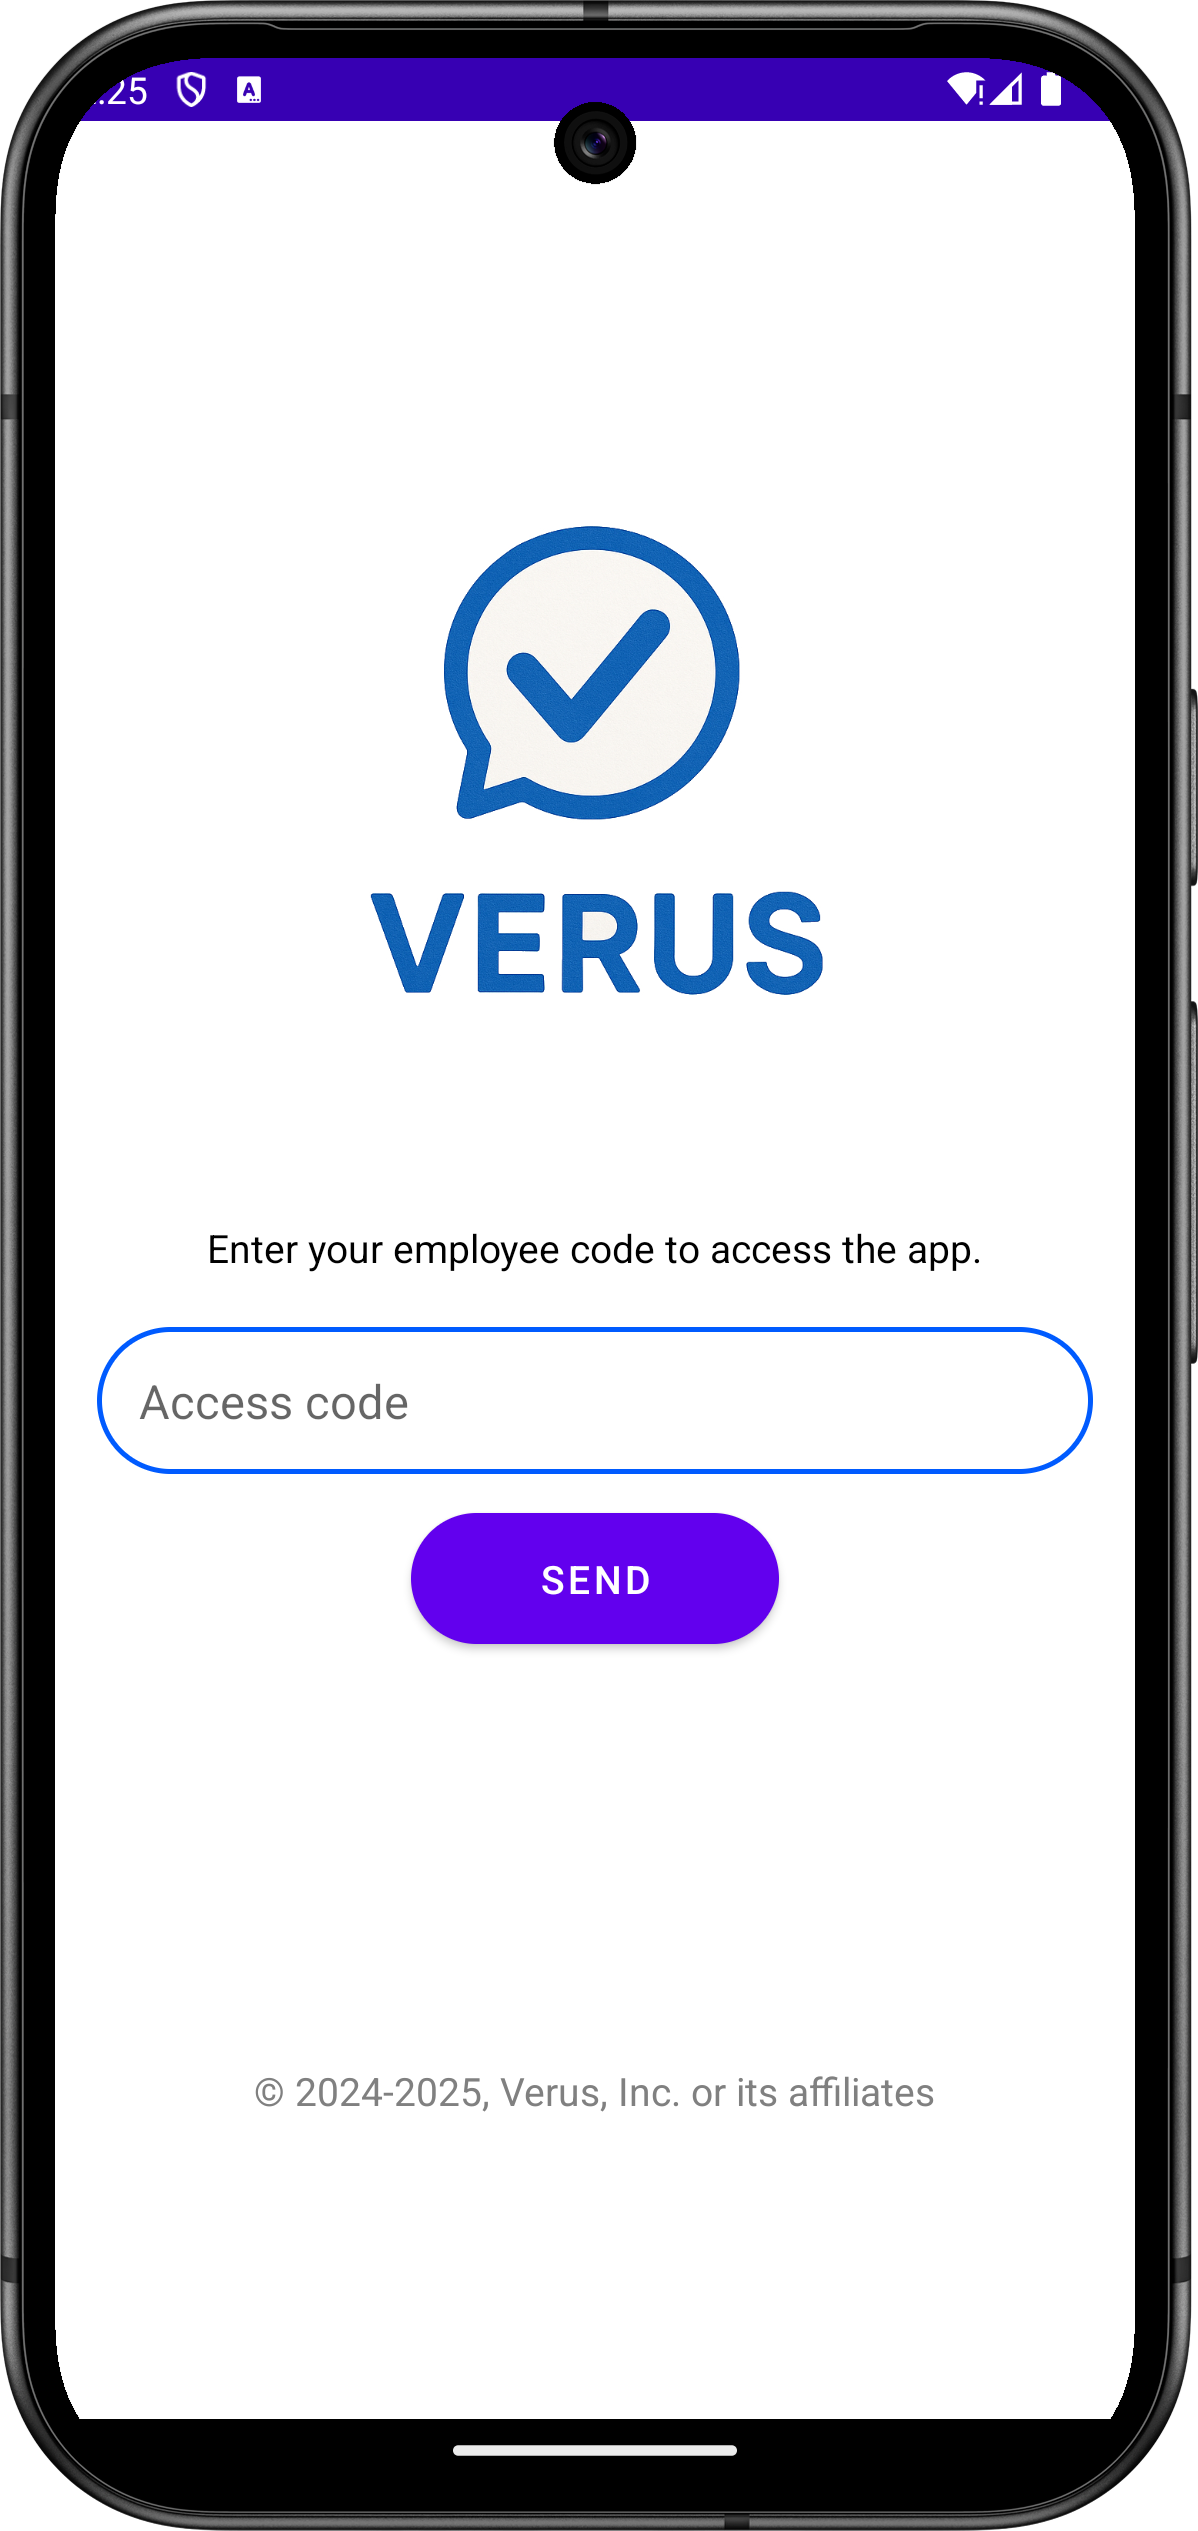 :25
VERUS
Enter your employee code to access the app.
Access code
SEND
© 2024-2025, Verus, Inc. or its affiliates